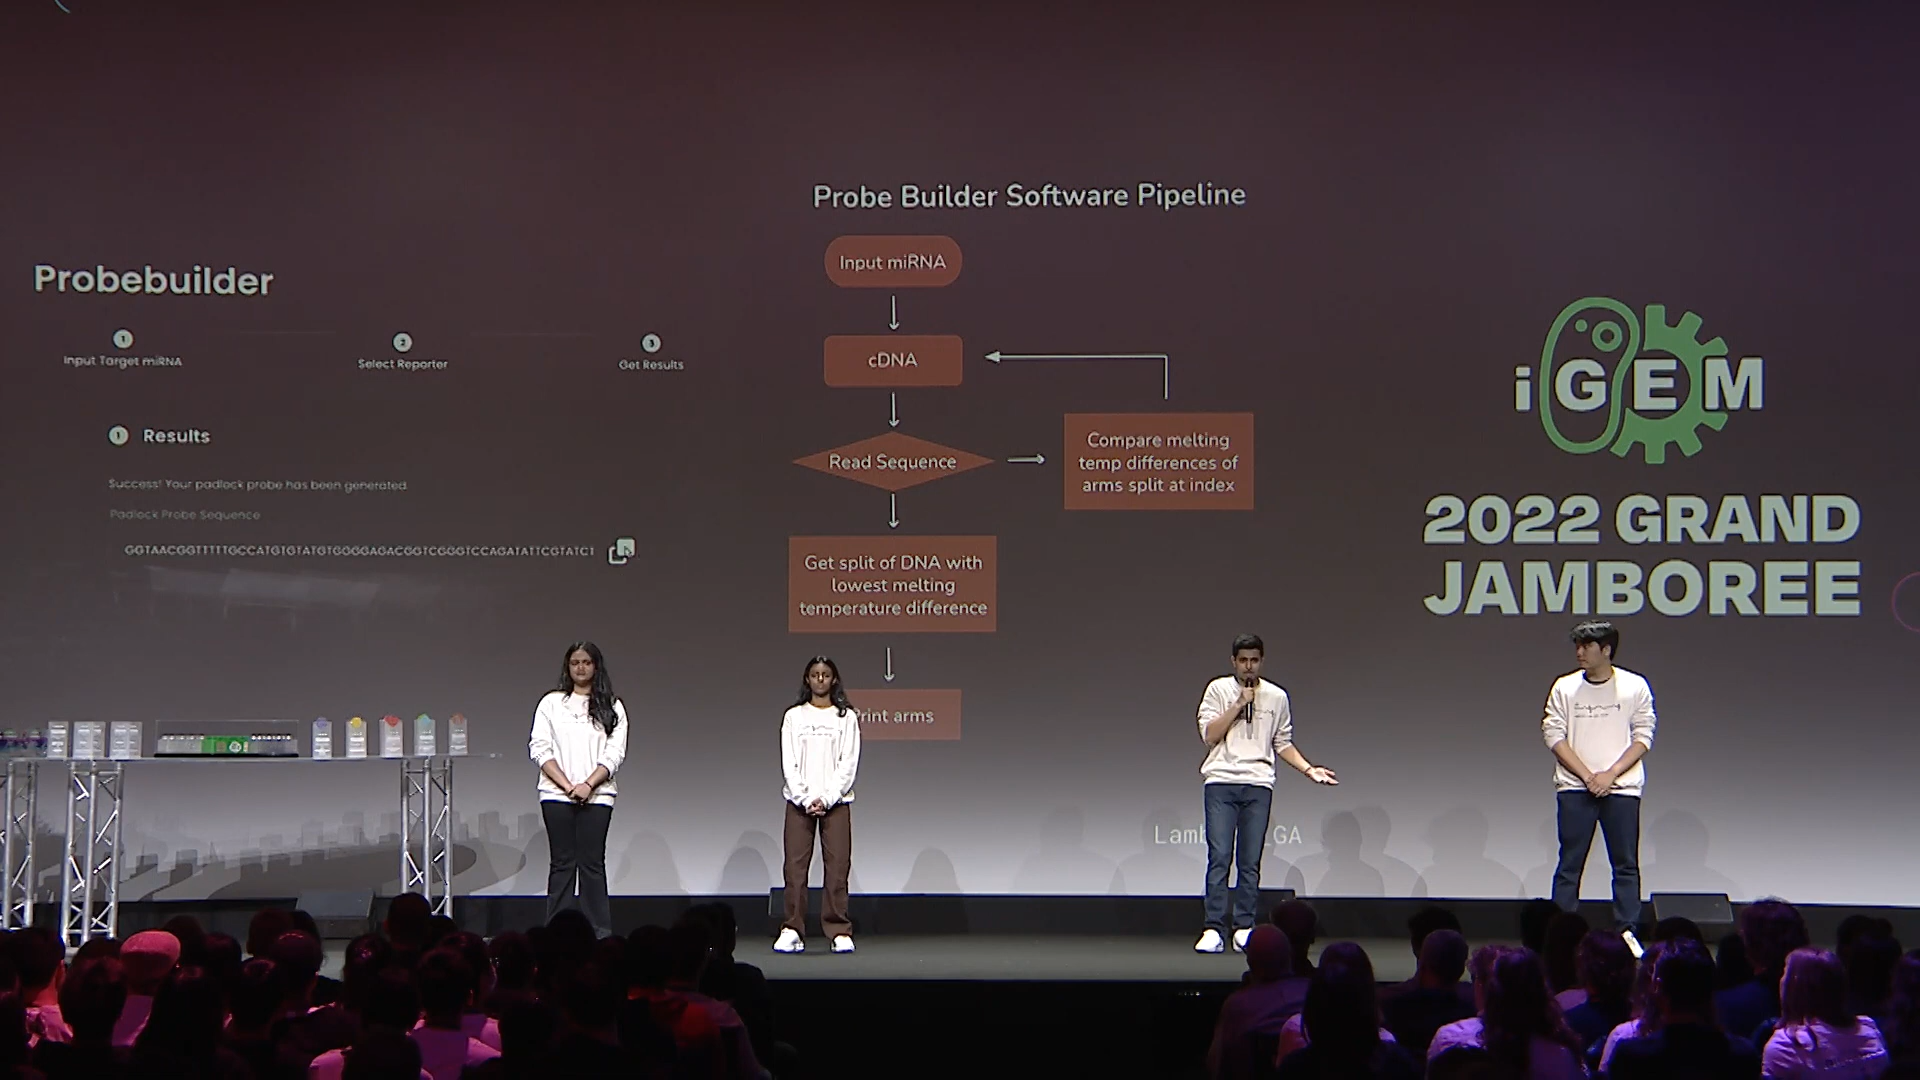 Probe Builder Software Pipeline
Input miRNA
cDNA
Read Sequence
Compare melting
temp differences of
arms split at index
Get split of DNA with
lowest melting
temperature difference
Print arms
Probebuilder
1
Input Target miRNA
2
Select Reporter
3
Get Results
1 Results
Success! Your padlock probe has been generated.
Padlock Probe Sequence
iGEM
2022 GRAND
JAMBOREE
GA